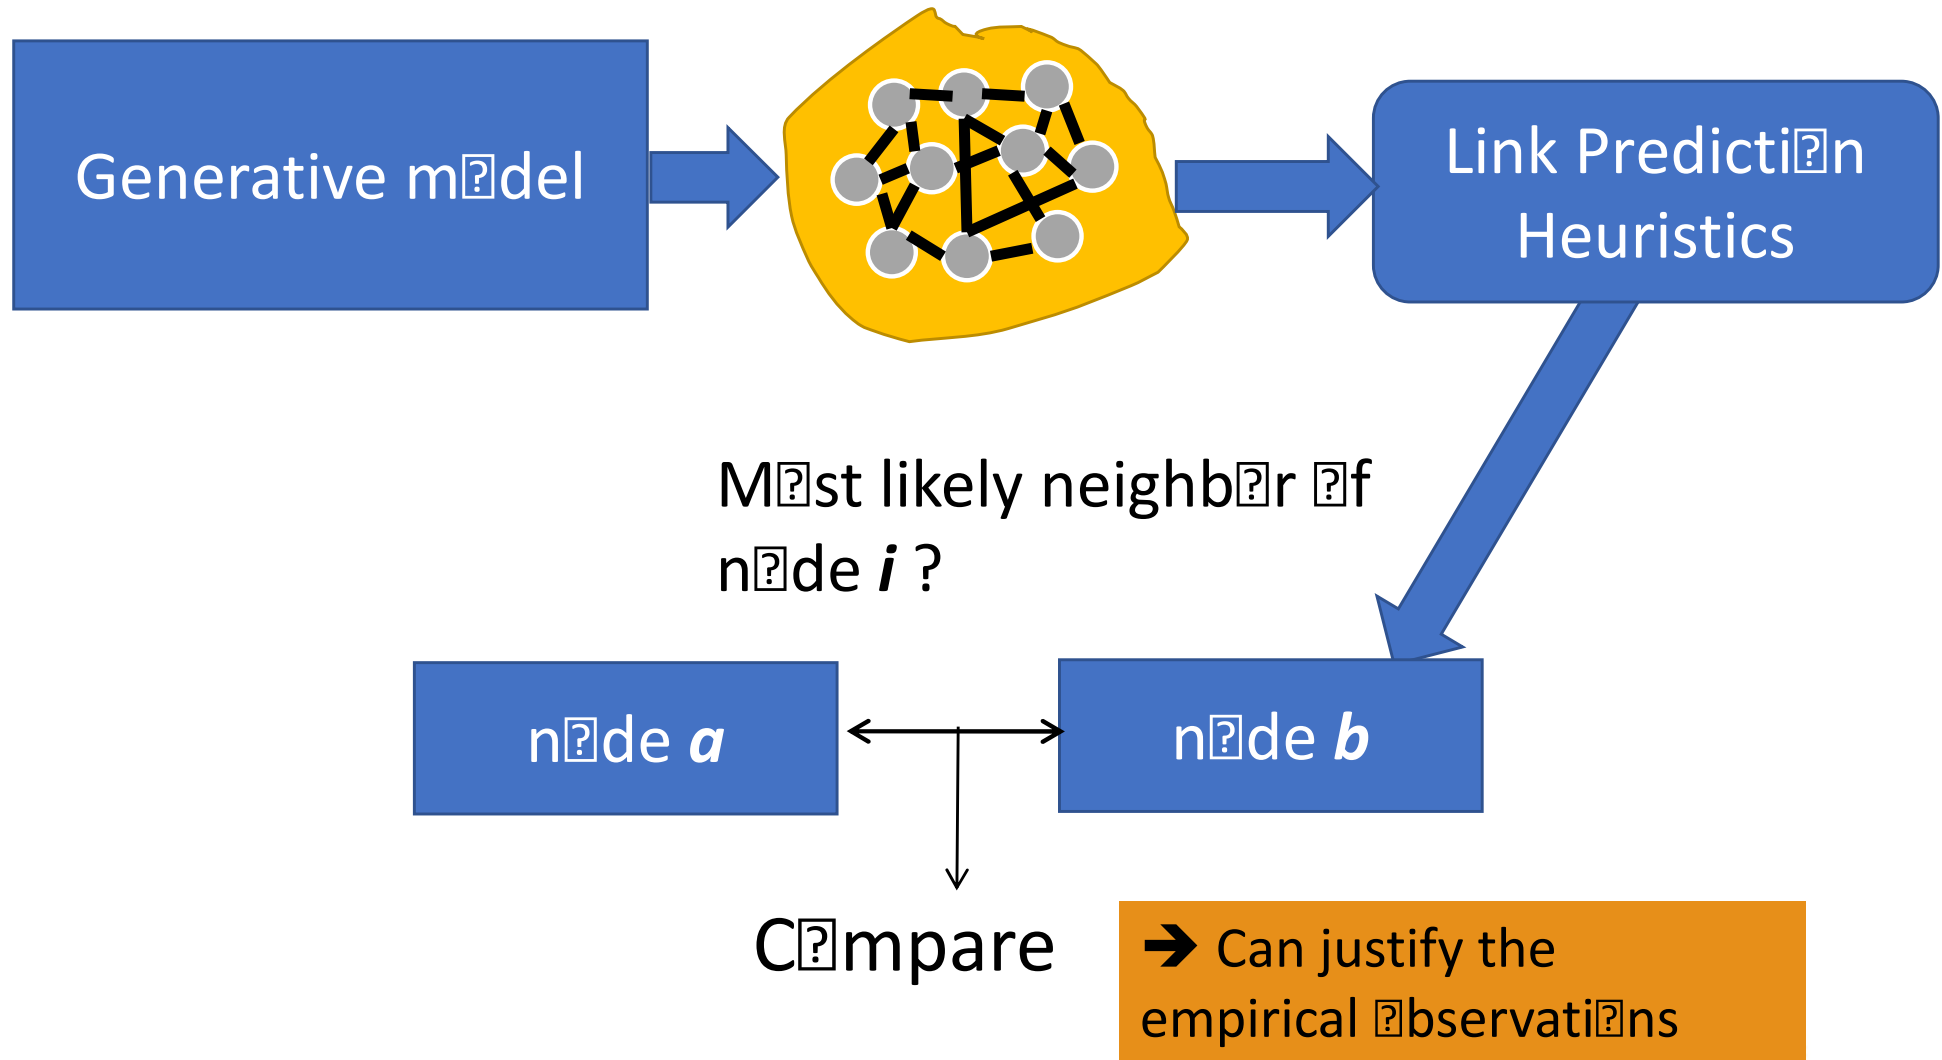 Generative m⍰del
Link Predicti⍰n
Heuristics
M⍰st likely neighb⍰r ⍰f
n⍰de i ?
n⍰de a
n⍰de b
C⍰mpare
➔ Can justify the
empirical ⍰bservati⍰ns